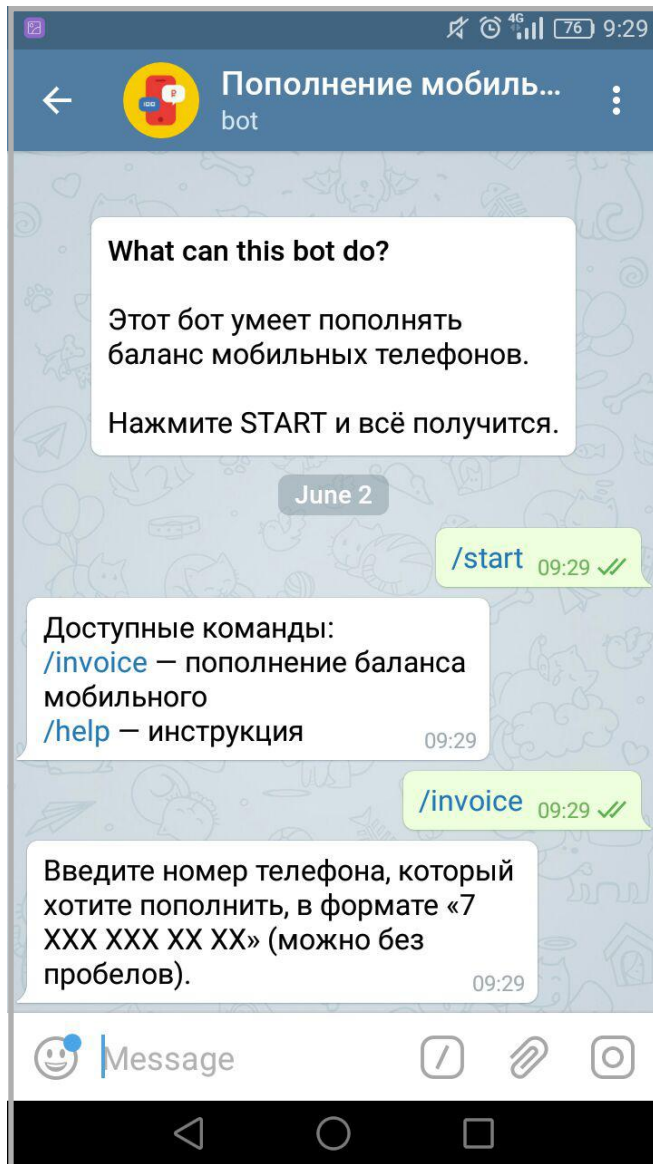 4G 76 9:29
Пополнение мобиль...
bot
What can this bot do?
Этот бот умеет пополнять
баланс мобильных телефонов.
Нажмите START и всё получится.
June 2
/start 09:29
Доступные команды:
/invoice — пополнение баланса
мобильного
/help — инструкция 09:29
/invoice 09:29
Введите номер телефона, который
хотите пополнить, в формате «7
XXX XXX XX XX» (можно без
пробелов). 09:29
Message